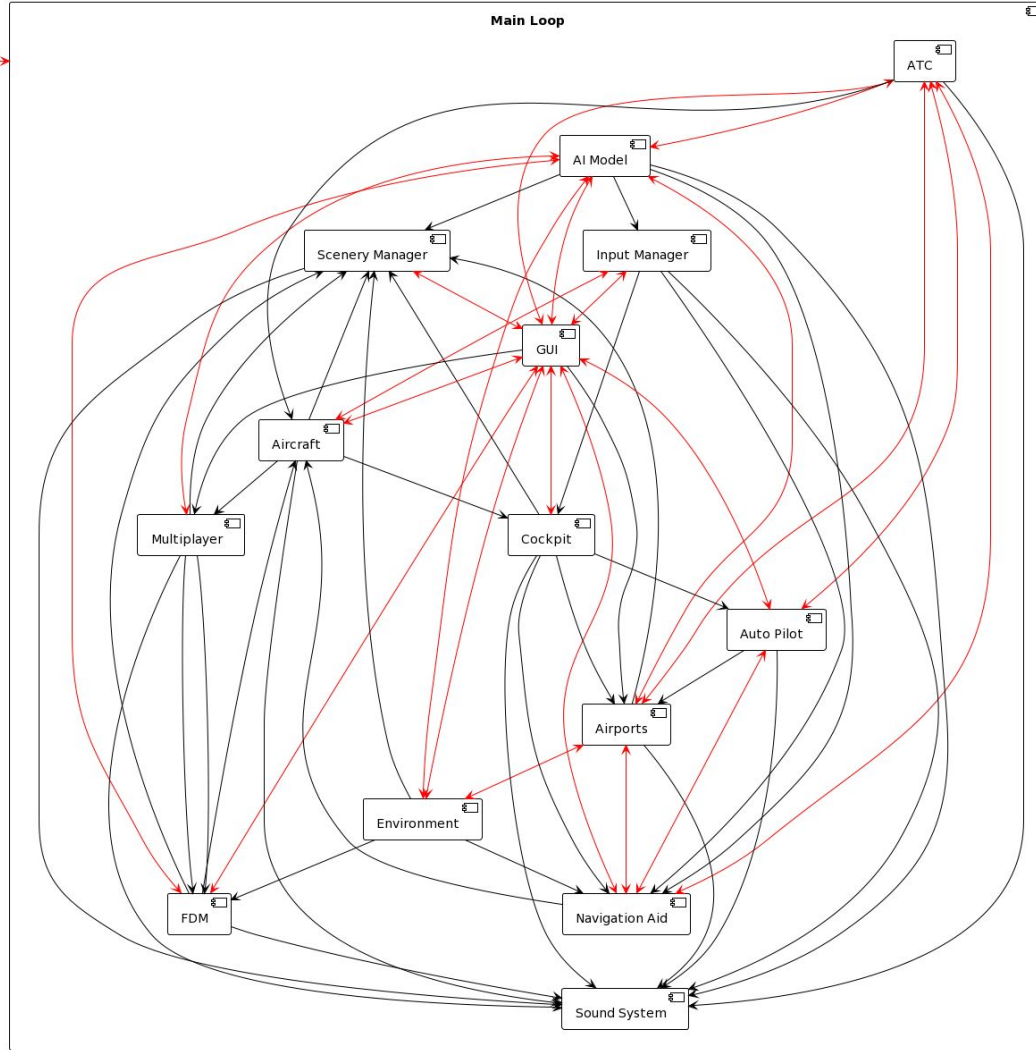 Main Loop
ATC
AI Model
Scenery Manager
Input Manager
GUI
Aircraft
Multiplayer
Cockpit
Auto Pilot
Airports
Environment
FDM
Navigation Aid
Sound System